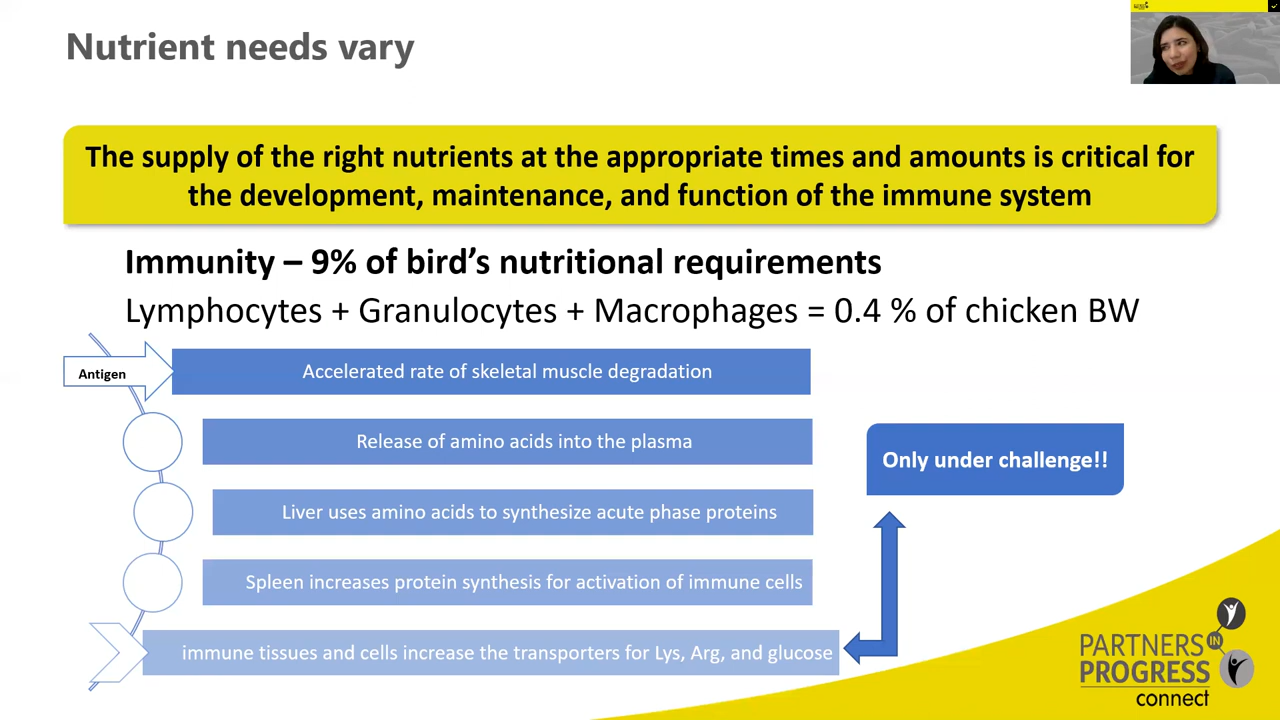 Nutrient needs vary
The supply of the right nutrients at the appropriate times and amounts is critical for
the development, maintenance, and function of the immune system
Immunity – 9% of bird's nutritional requirements
Lymphocytes + Granulocytes + Macrophages = 0.4 % of chicken BW
Antigen
Accelerated rate of skeletal muscle degradation
Release of amino acids into the plasma
Liver uses amino acids to synthesize acute phase proteins
Spleen increases protein synthesis for activation of immune cells
immune tissues and cells increase the transporters for Lys, Arg, and glucose
Only under challenge!!
PARTNERS IN
PROGRESS
connect